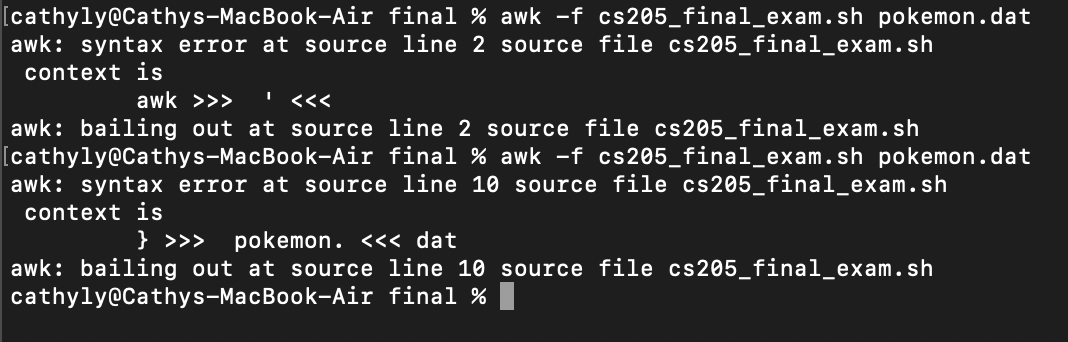 [cathyly@Cathys-MacBook-Air final % awk -f cs205_final_exam.sh pokemon.dat
awk: syntax error at source line 2 source file cs205_final_exam.sh
 context is
         awk >>>  ' <<<
awk: bailing out at source line 2 source file cs205_final_exam.sh
[cathyly@Cathys-MacBook-Air final % awk -f cs205_final_exam.sh pokemon.dat
awk: syntax error at source line 10 source file cs205_final_exam.sh
 context is
         } >>>  pokemon. <<< dat
awk: bailing out at source line 10 source file cs205_final_exam.sh
cathyly@Cathys-MacBook-Air final %